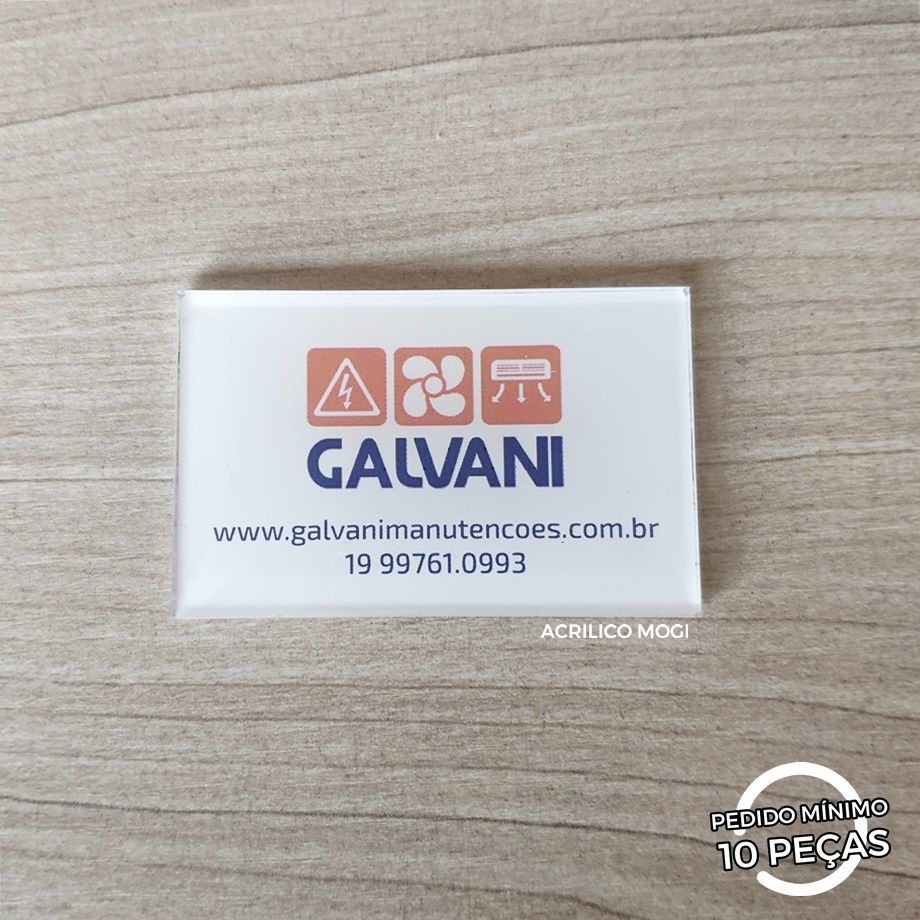 GALVANI
www.galvanimanutencoes.com.br
19 99761.0993
ACRILICO MOGI
PEDIDO MÍNIMO
10 PEÇAS